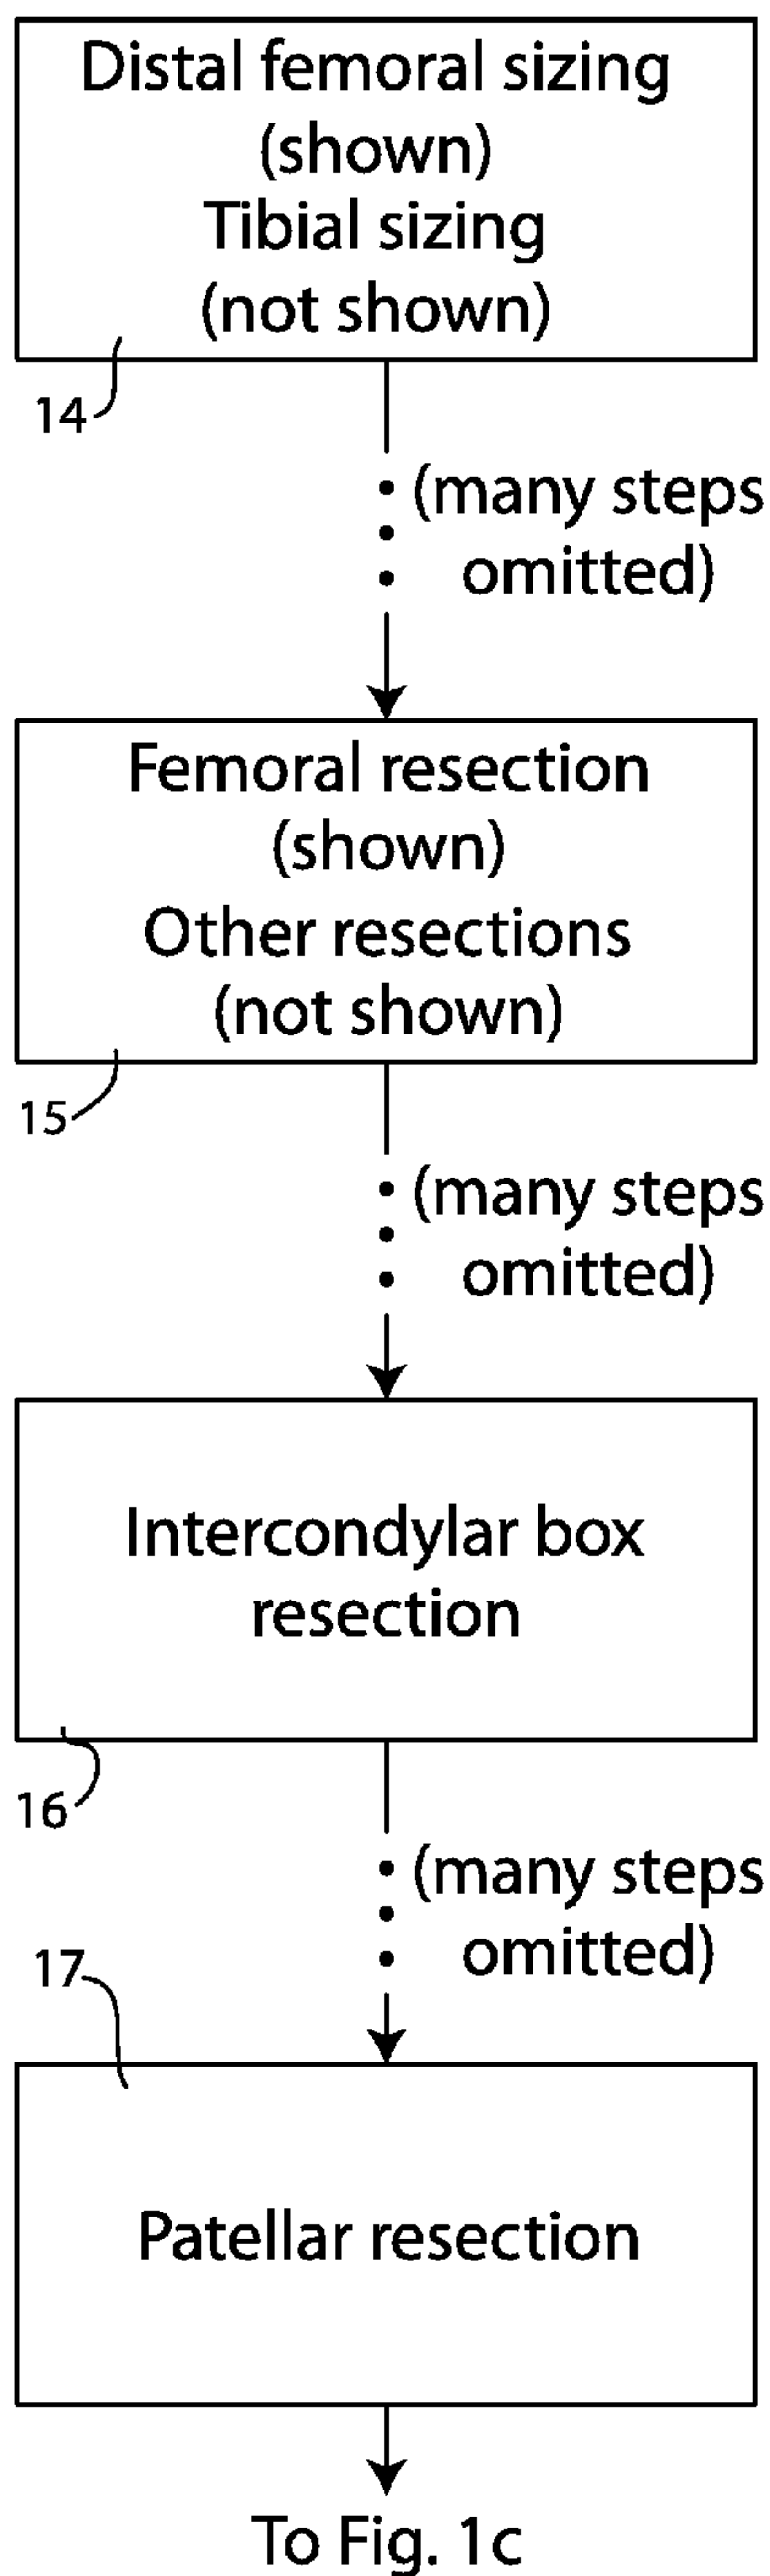 Distal femoral sizing
(shown)
Tibial sizing
(not shown)
14
(many steps
omitted)
Femoral resection
(shown)
Other resections
(not shown)
15
(many steps
omitted)
Intercondylar box
resection
16
(many steps
omitted)
17
Patellar resection
To Fig. 1c